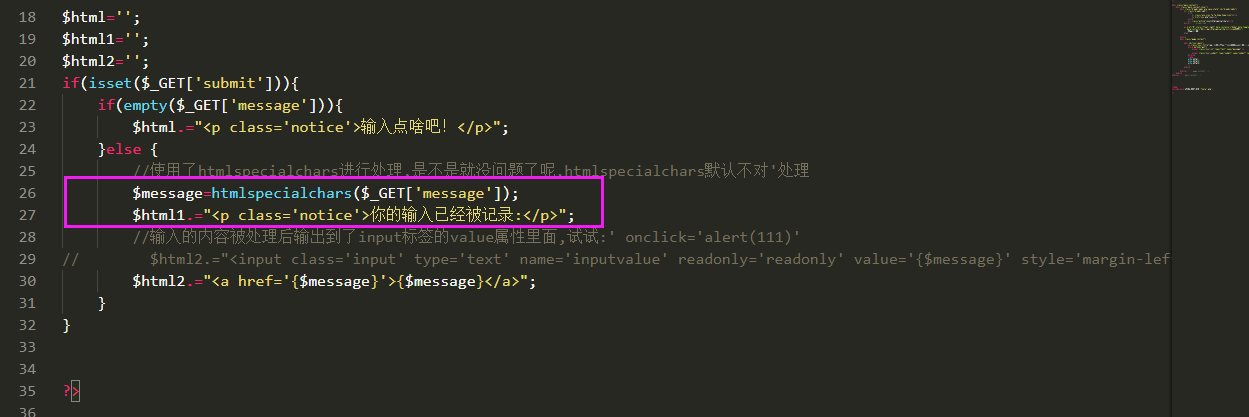 18 $html='';
19 $html1='';
20 $html2='';
21 if(isset($_GET['submit'])){
22     if(empty($_GET['message'])){
23         $html.="<p class='notice'>输入点啥吧！</p>";
24     }else {
25         //使用了htmlspecialchars进行处理,是不是就没问题了呢,htmlspecialchars默认不对'处理
26         $message=htmlspecialchars($_GET['message']);
27         $html1.="<p class='notice'>你的输入已经被记录:</p>";
28         //输入的内容被处理后输出到了input标签的value属性里面,试试:' onclick='alert(111)'
29 //          $html2.="<input class='input' type='text' name='inputvalue' readonly='readonly' value='{$message}' style='margin-lef
30         $html2.="<a href='{$message}'>{$message}</a>";
31     }
32 }
33
34
35 ?>
36